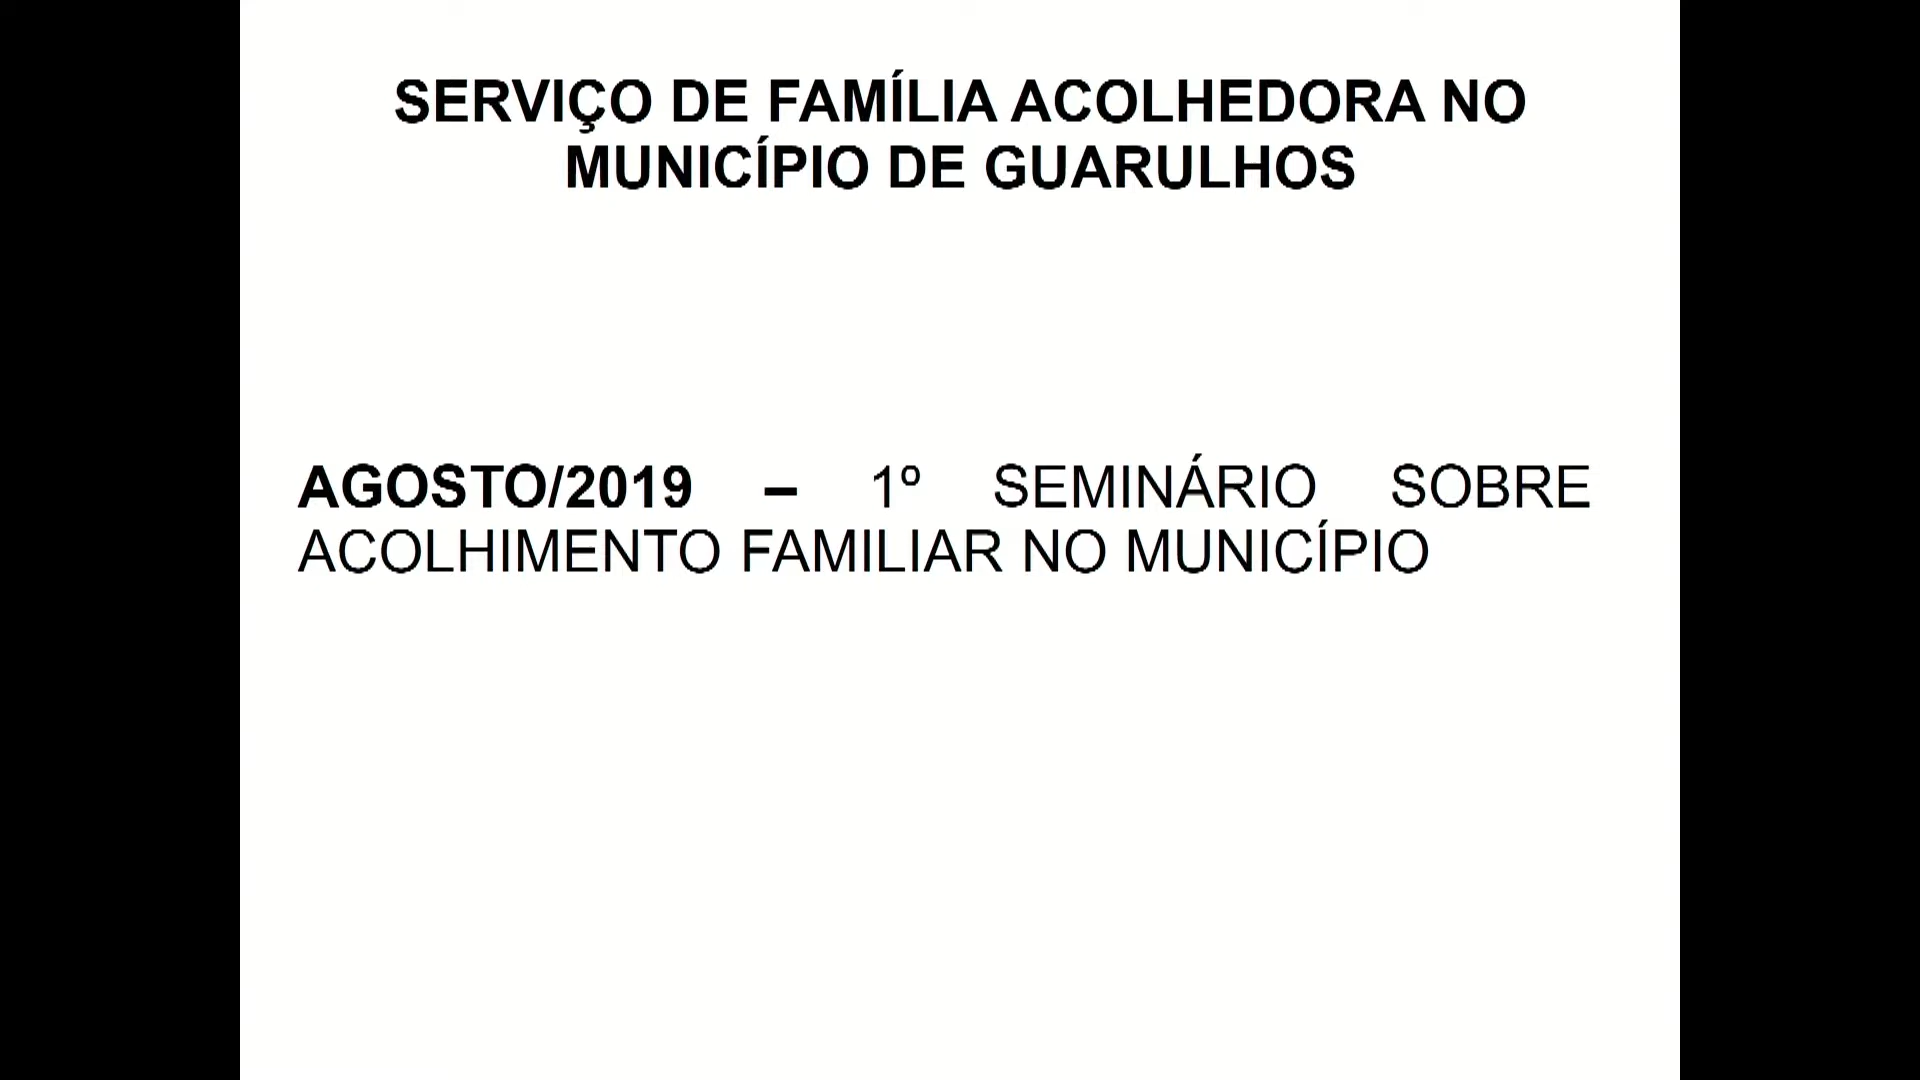 SERVIÇO DE FAMÍLIA ACOLHEDORA NO
MUNICÍPIO DE GUARULHOS
AGOSTO/2019 – 1º SEMINÁRIO SOBRE
ACOLHIMENTO FAMILIAR NO MUNICÍPIO